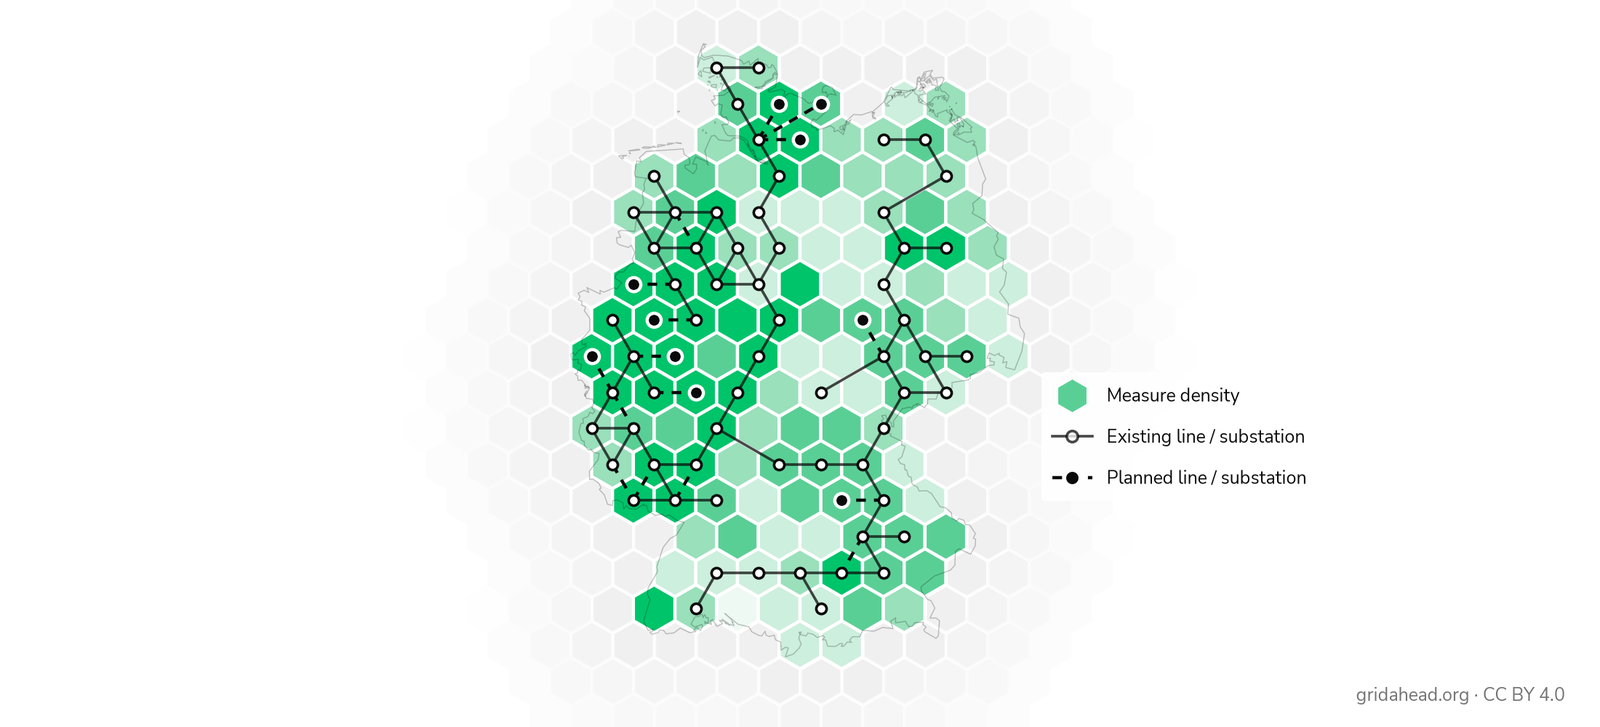 Measure density
Existing line / substation
Planned line / substation
gridahead.org · CC BY 4.0